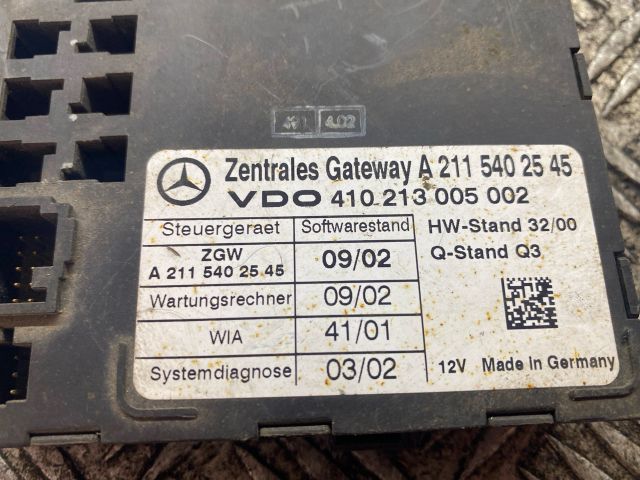 4.02
Zentrales Gateway A 211 540 25 45
VDO 410 213 005 002
Steuergeraet Softwarestand HW-Stand 32/00
ZGW
A 211 540 25 45 09/02 Q-Stand Q3
Wartungsrechner 09/02
WIA 41/01
Systemdiagnose 03/02 12V Made in Germany